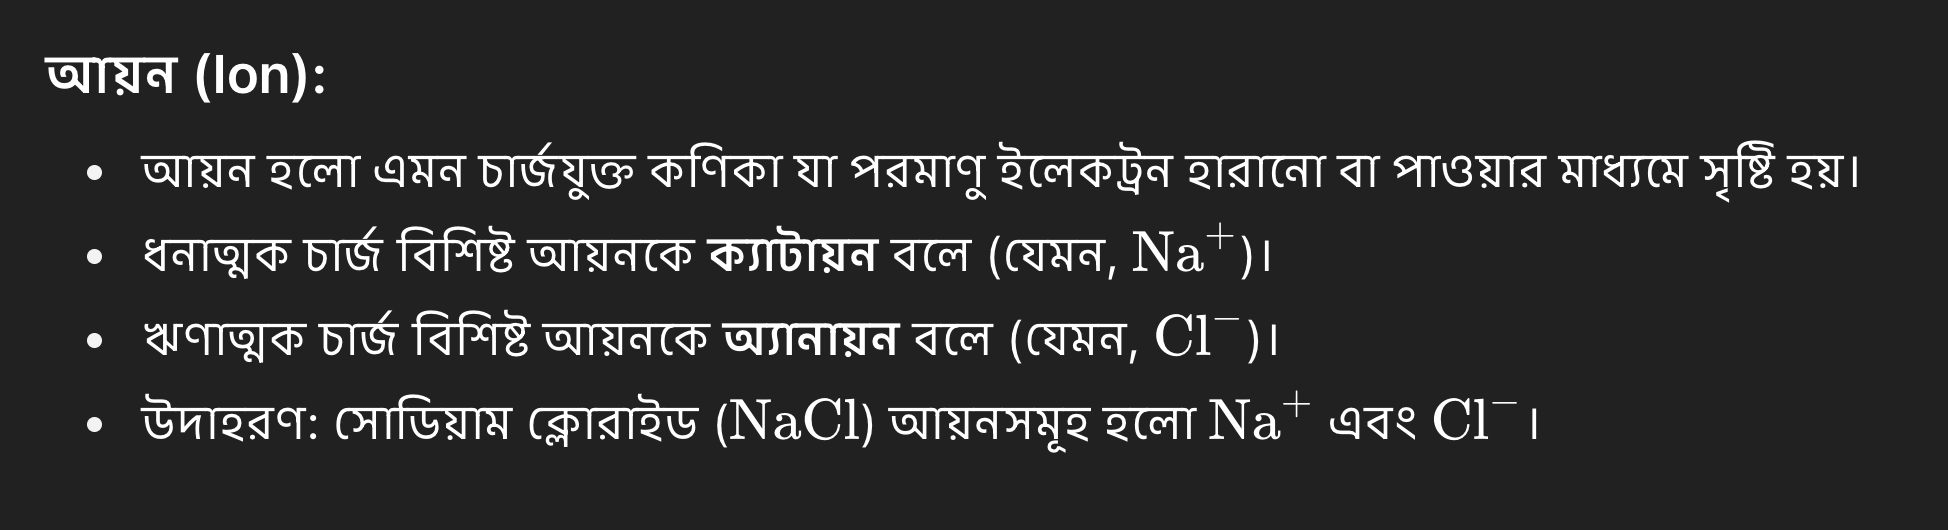 আয়ন (Ion):
• আয়ন হলো এমন চার্জযুক্ত কণিকা যা পরমাণু ইলেকট্রন হারানো বা পাওয়ার মাধ্যমে সৃষ্টি হয়।
• ধনাত্মক চার্জ বিশিষ্ট আয়নকে ক্যাটায়ন বলে (যেমন, Na⁺)।
• ঋণাত্মক চার্জ বিশিষ্ট আয়নকে অ্যানায়ন বলে (যেমন, Cl⁻)।
• উদাহরণ: সোডিয়াম ক্লোরাইড (NaCl) আয়নসমূহ হলো Na⁺ এবং Cl⁻।